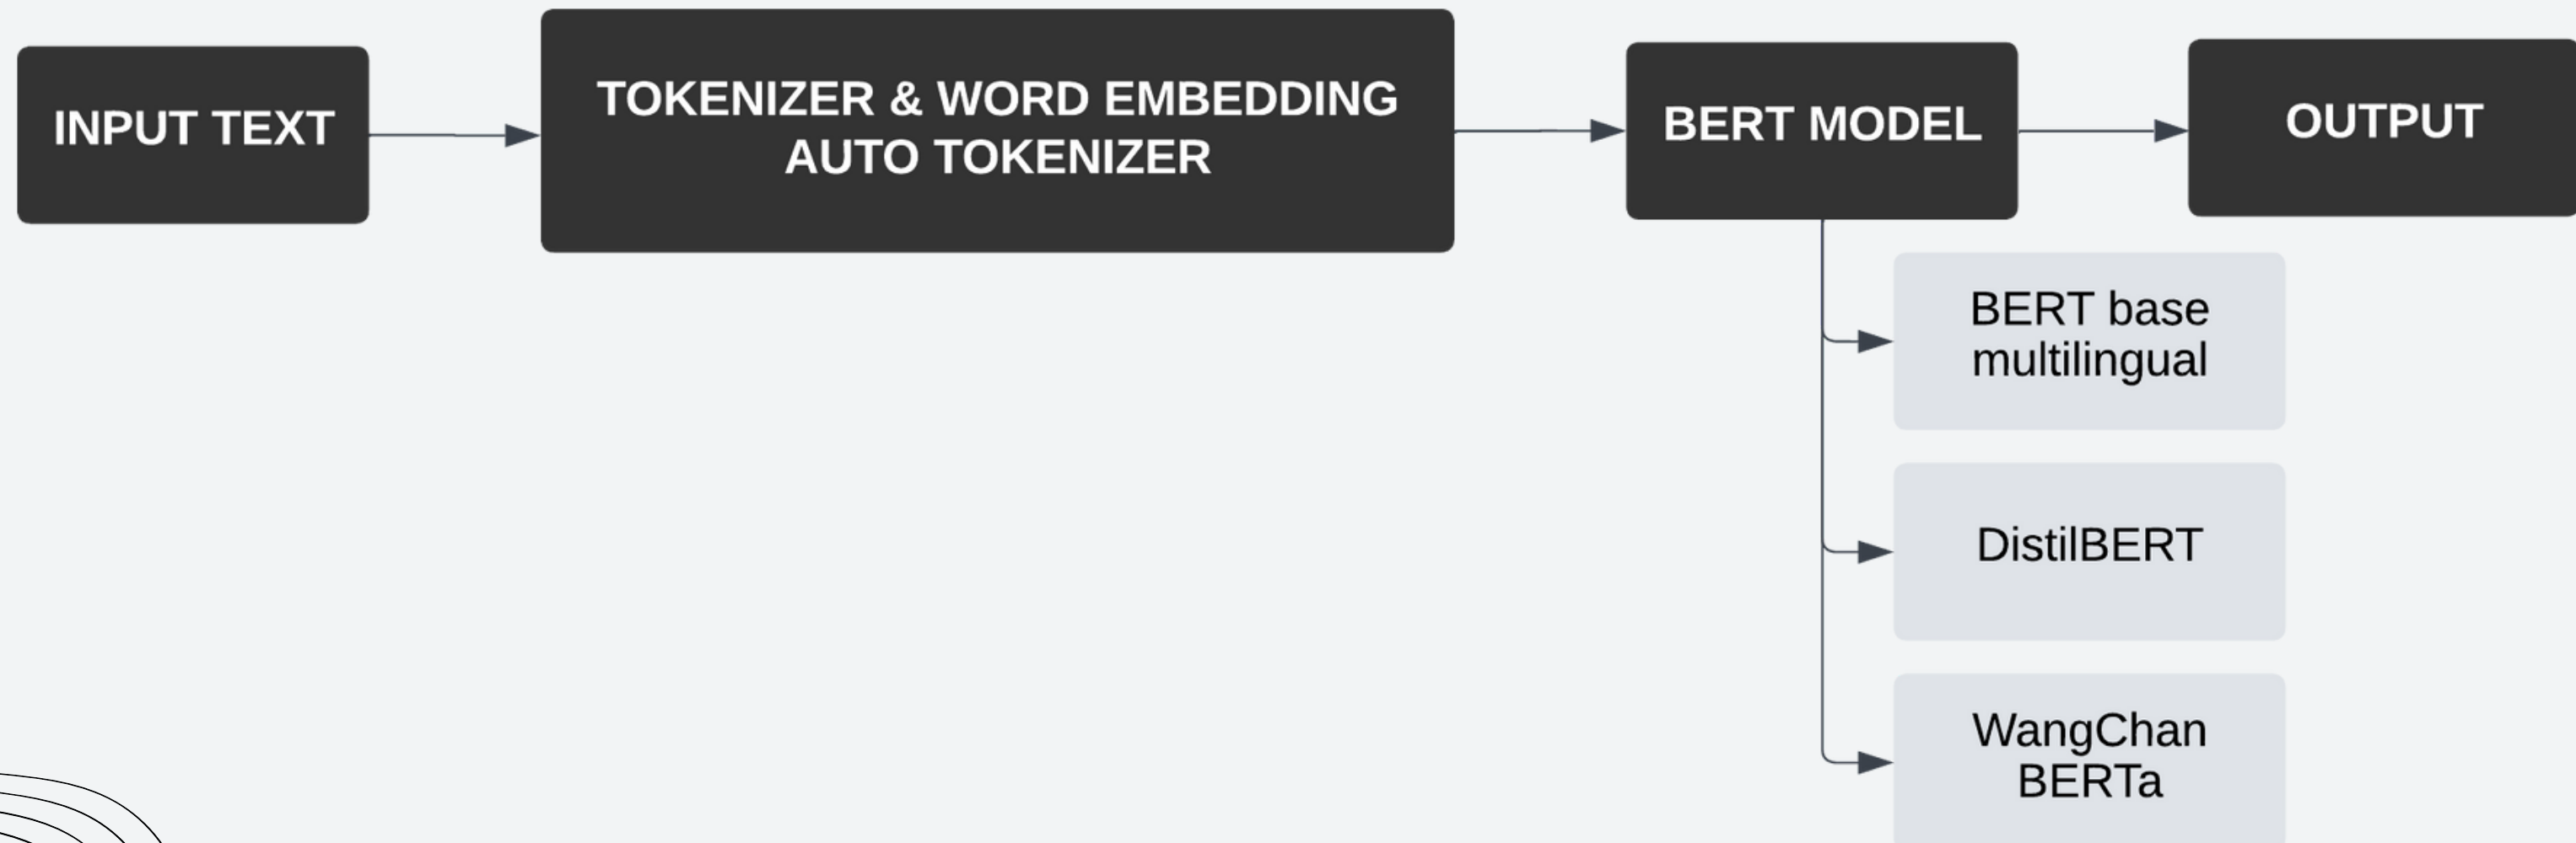 INPUT TEXT
TOKENIZER & WORD EMBEDDING
AUTO TOKENIZER
BERT MODEL
OUTPUT
BERT base
multilingual
DistilBERT
WangChan
BERTa